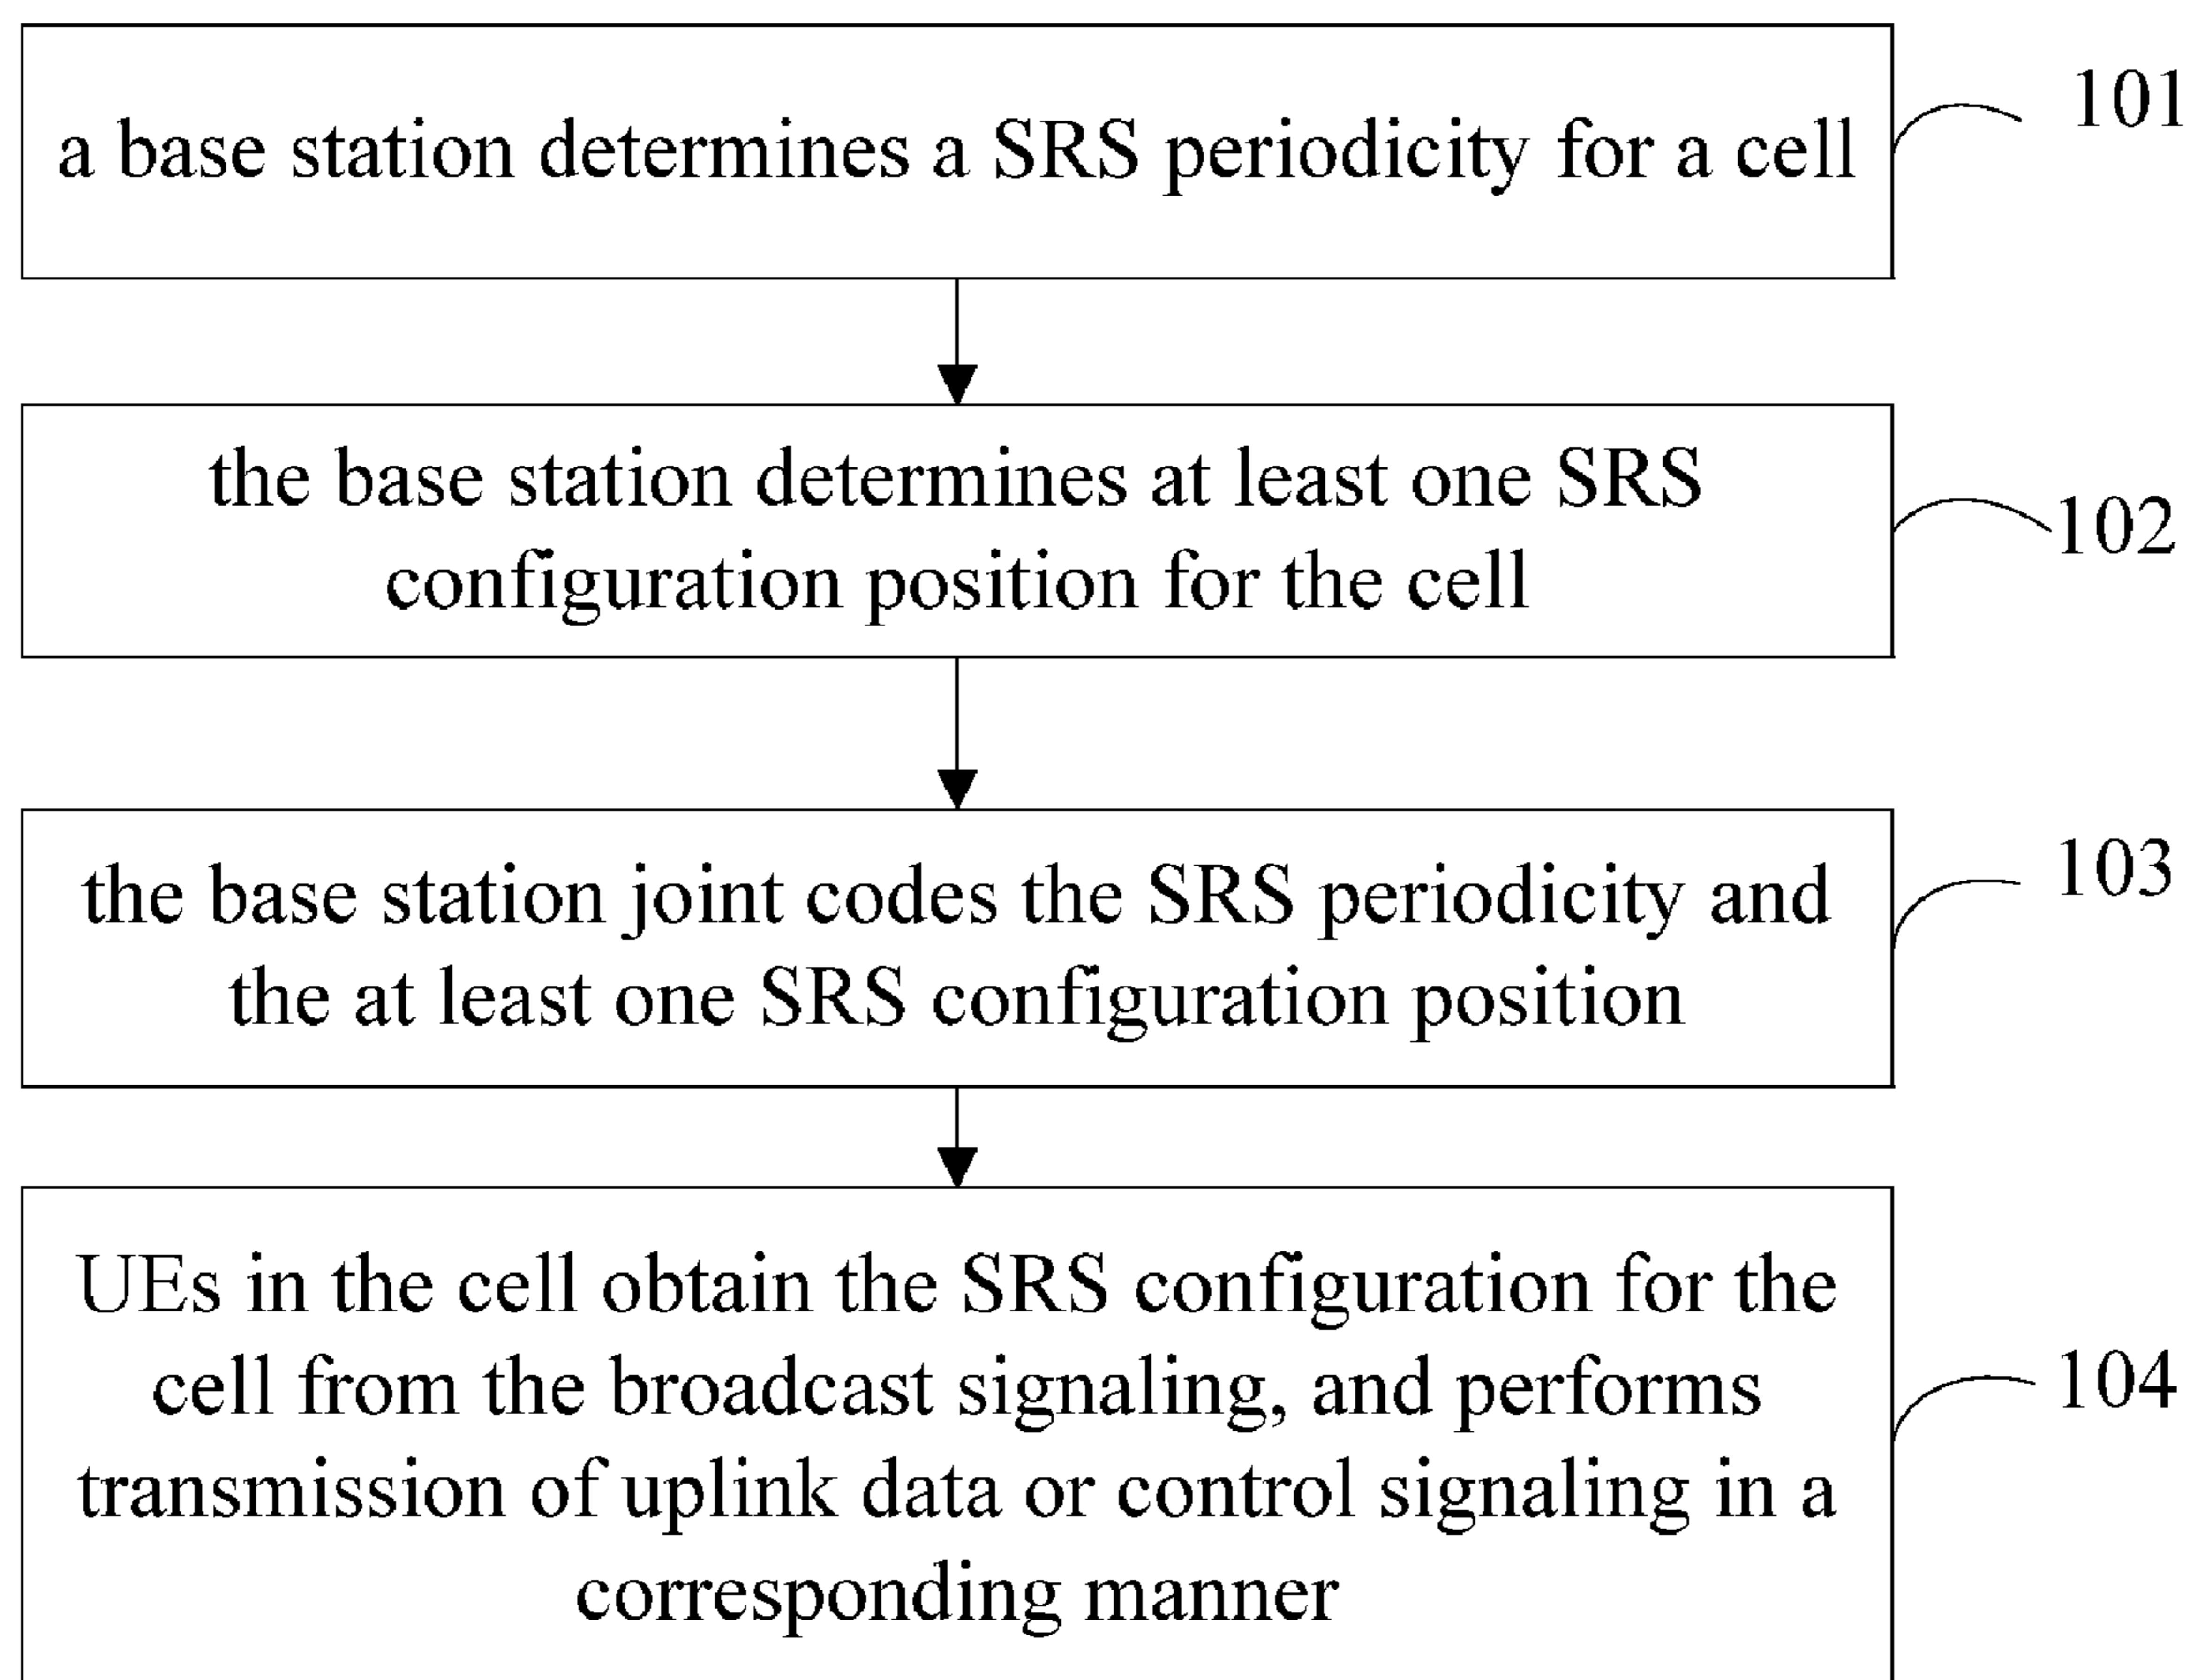 a base station determines a SRS periodicity for a cell
101
the base station determines at least one SRS
configuration position for the cell
102
the base station joint codes the SRS periodicity and
the at least one SRS configuration position
103
UEs in the cell obtain the SRS configuration for the
cell from the broadcast signaling, and performs
transmission of uplink data or control signaling in a
corresponding manner
104